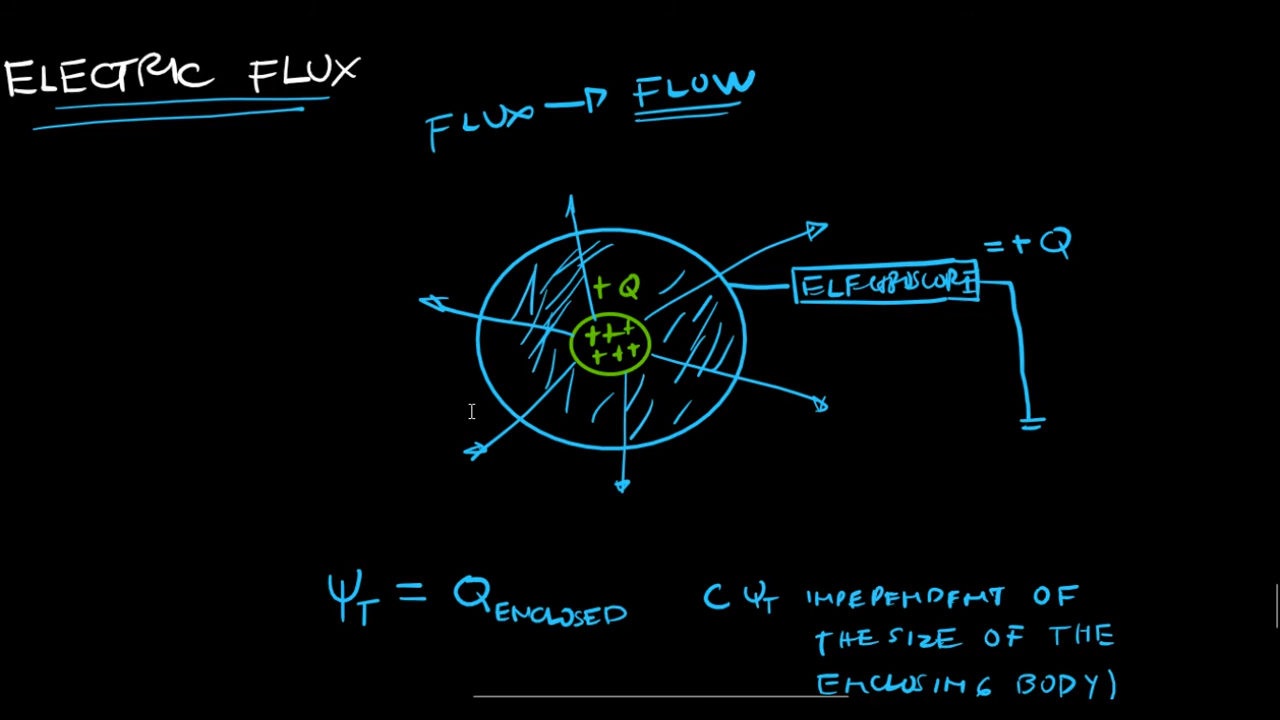 ELECTRIC FLUX
FLUX → FLOW
= + Q
ELECTROSCOPE
+ Q
+ + +
+ + +
ΨT = QENCLOSED
( ΨT INDEPENDENT OF
THE SIZE OF THE
ENCLOSING BODY)